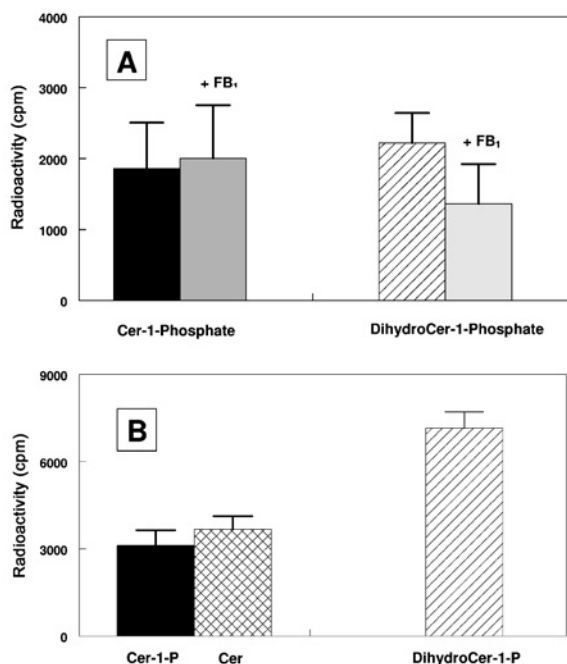 4000
A
+ FB₁
3000
+ FB₁
2000
1000
0
Radioactivity (cpm)
Cer-1-Phosphate DihydroCer-1-Phosphate
9000
B
6000
3000
0
Radioactivity (cpm)
Cer-1-P Cer DihydroCer-1-P